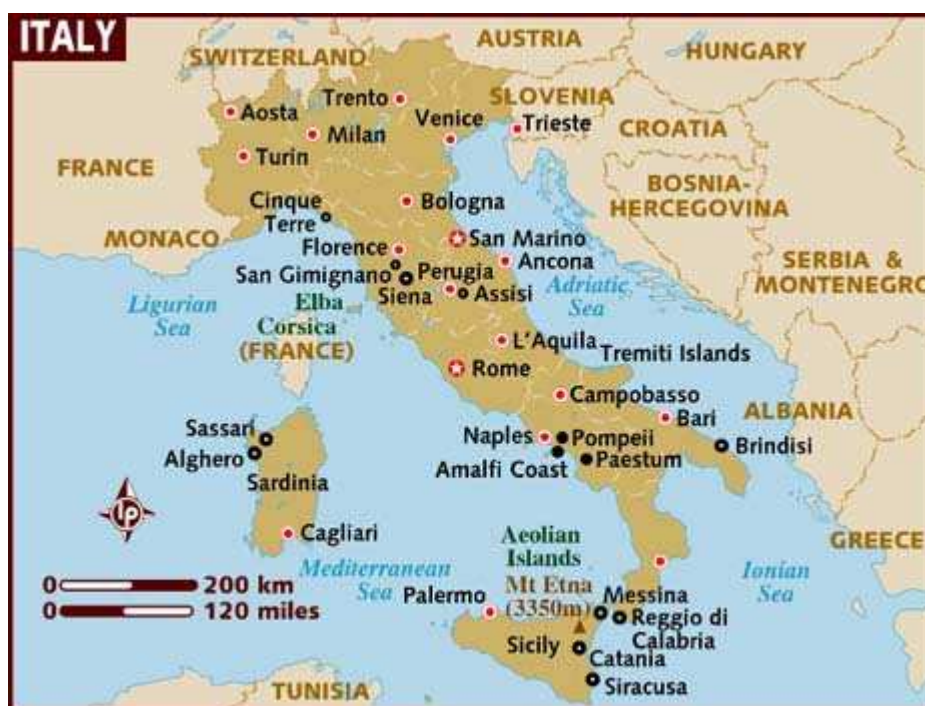 ITALY
SWITZERLAND
AUSTRIA
HUNGARY
Trento
SLOVENIA
Aosta
Venice
Trieste
CROATIA
Milan
Turin
FRANCE
BOSNIA-
HERCEGOVINA
Cinque
Terre
Bologna
MONACO
Florence
San Marino
Ancona
San Gimignano
Perugia
Siena
Assisi
SERBIA &
MONTENEGRO
Ligurian
Sea
Adriatic
Sea
Elba
Corsica
(FRANCE)
L'Aquila
Tremiti Islands
Rome
Campobasso
Bari
ALBANIA
Sassari
Alghero
Sardinia
Naples
Pompeii
Amalfi Coast
Paestum
Brindisi
LP
Cagliari
Aeolian
Islands
GREECE
Mediterranean
Sea
Ionian
Sea
0 200 km
0 120 miles
Mt Etna
(3350m)
Palermo
Messina
Reggio di
Calabria
Sicily
Catania
Siracusa
TUNISIA